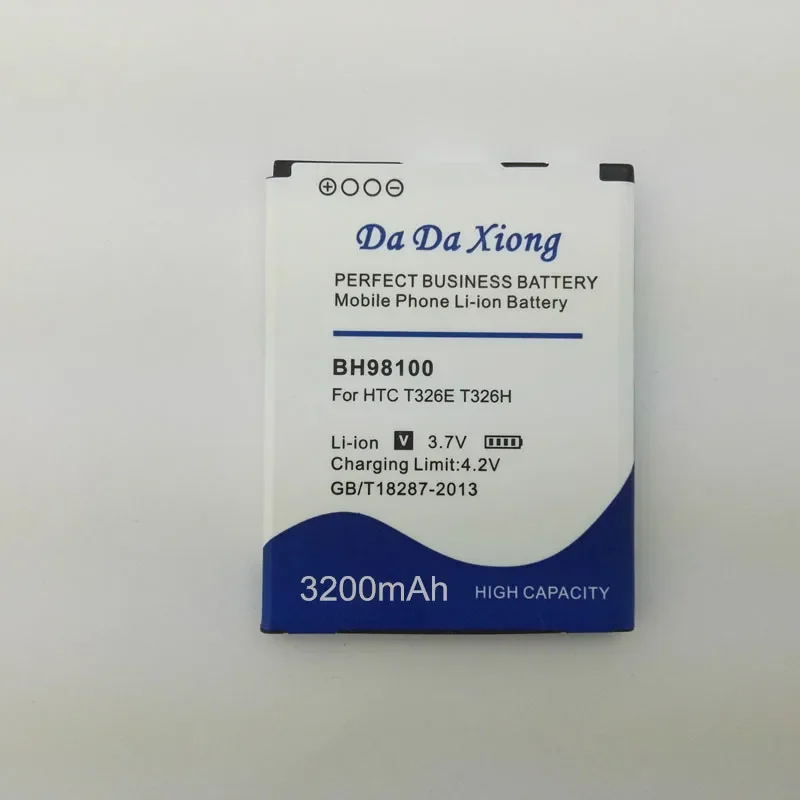 Da Da Xiong
PERFECT BUSINESS BATTERY
Mobile Phone Li-ion Battery
BH98100
For HTC T326E T326H
Li-ion V 3.7V
Charging Limit:4.2V
GB/T18287-2013
3200mAh HIGH CAPACITY